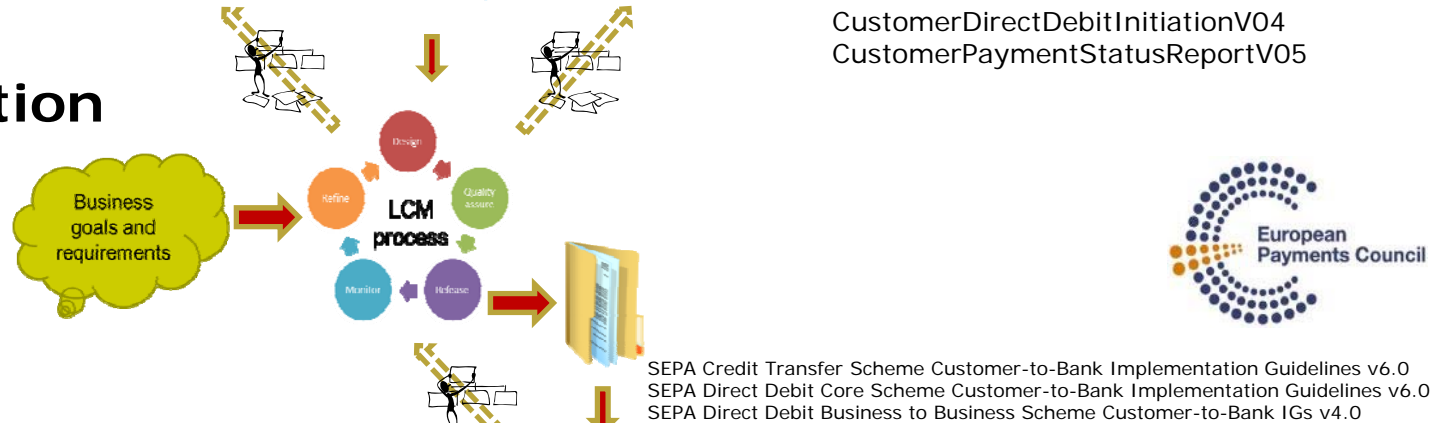 CustomerDirectDebitInitiationV04
CustomerPaymentStatusReportV05
tion
Design
Business
goals and
requirements
Refine
Quality
assure
LCM
process
European
Payments Council
Monitor
Release
SEPA Credit Transfer Scheme Customer-to-Bank Implementation Guidelines v6.0
SEPA Direct Debit Core Scheme Customer-to-Bank Implementation Guidelines v6.0
SEPA Direct Debit Business to Business Scheme Customer-to-Bank IGs v4.0